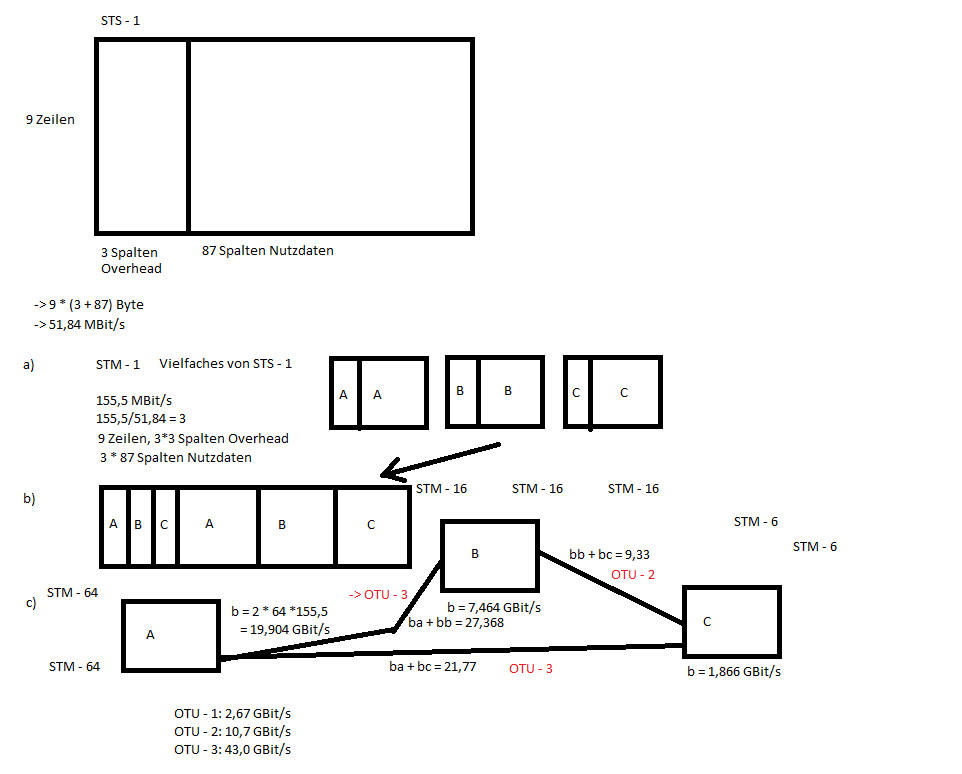 STS - 1
9 Zeilen
3 Spalten
Overhead
87 Spalten Nutzdaten
-> 9 * (3 + 87) Byte
-> 51,84 MBit/s
a)
STM - 1 Vielfaches von STS - 1
A A B B C C
155,5 MBit/s
155,5/51,84 = 3
9 Zeilen, 3*3 Spalten Overhead
3 * 87 Spalten Nutzdaten
b)
A B C A B C
STM - 16 STM - 16 STM - 16
STM - 6
STM - 6
c)
STM - 64
STM - 64
A
b = 2 * 64 *155,5
= 19,904 GBit/s
-> OTU - 3
ba + bb = 27,368
B
b = 7,464 GBit/s
bb + bc = 9,33
OTU - 2
C
b = 1,866 GBit/s
ba + bc = 21,77
OTU - 3
OTU - 1: 2,67 GBit/s
OTU - 2: 10,7 GBit/s
OTU - 3: 43,0 GBit/s